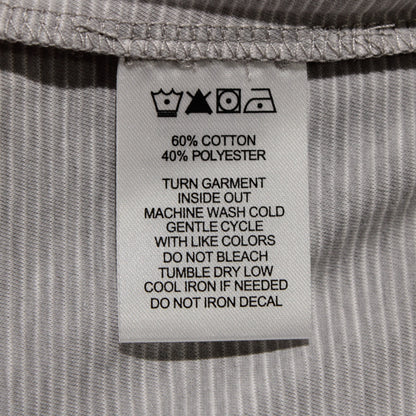 60% COTTON
40% POLYESTER
TURN GARMENT
INSIDE OUT
MACHINE WASH COLD
GENTLE CYCLE
WITH LIKE COLORS
DO NOT BLEACH
TUMBLE DRY LOW
COOL IRON IF NEEDED
DO NOT IRON DECAL